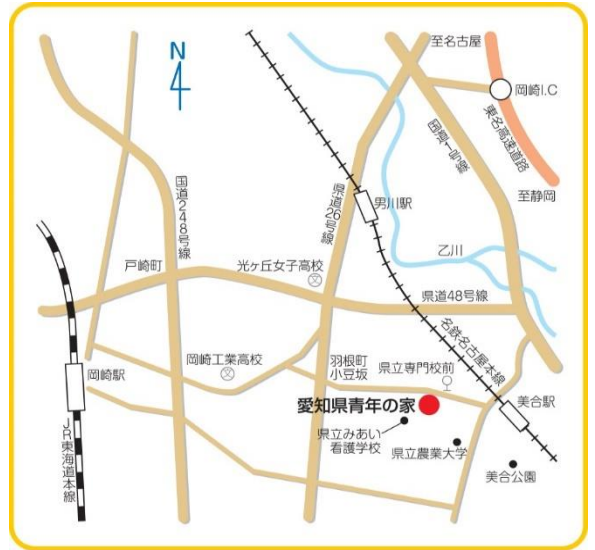 至名古屋
N
岡崎I.C
国道1号線
東名高速道路
国道248号線
県道26号線
至静岡
男川駅
乙川
戸崎町
光ヶ丘女子高校
県道48号線
岡崎工業高校
羽根町
小豆坂
県立専門校前
名鉄名古屋本線
岡崎駅
愛知県青年の家
美合駅
県立みあい
看護学校
県立農業大学
美合公園
JR東海道本線